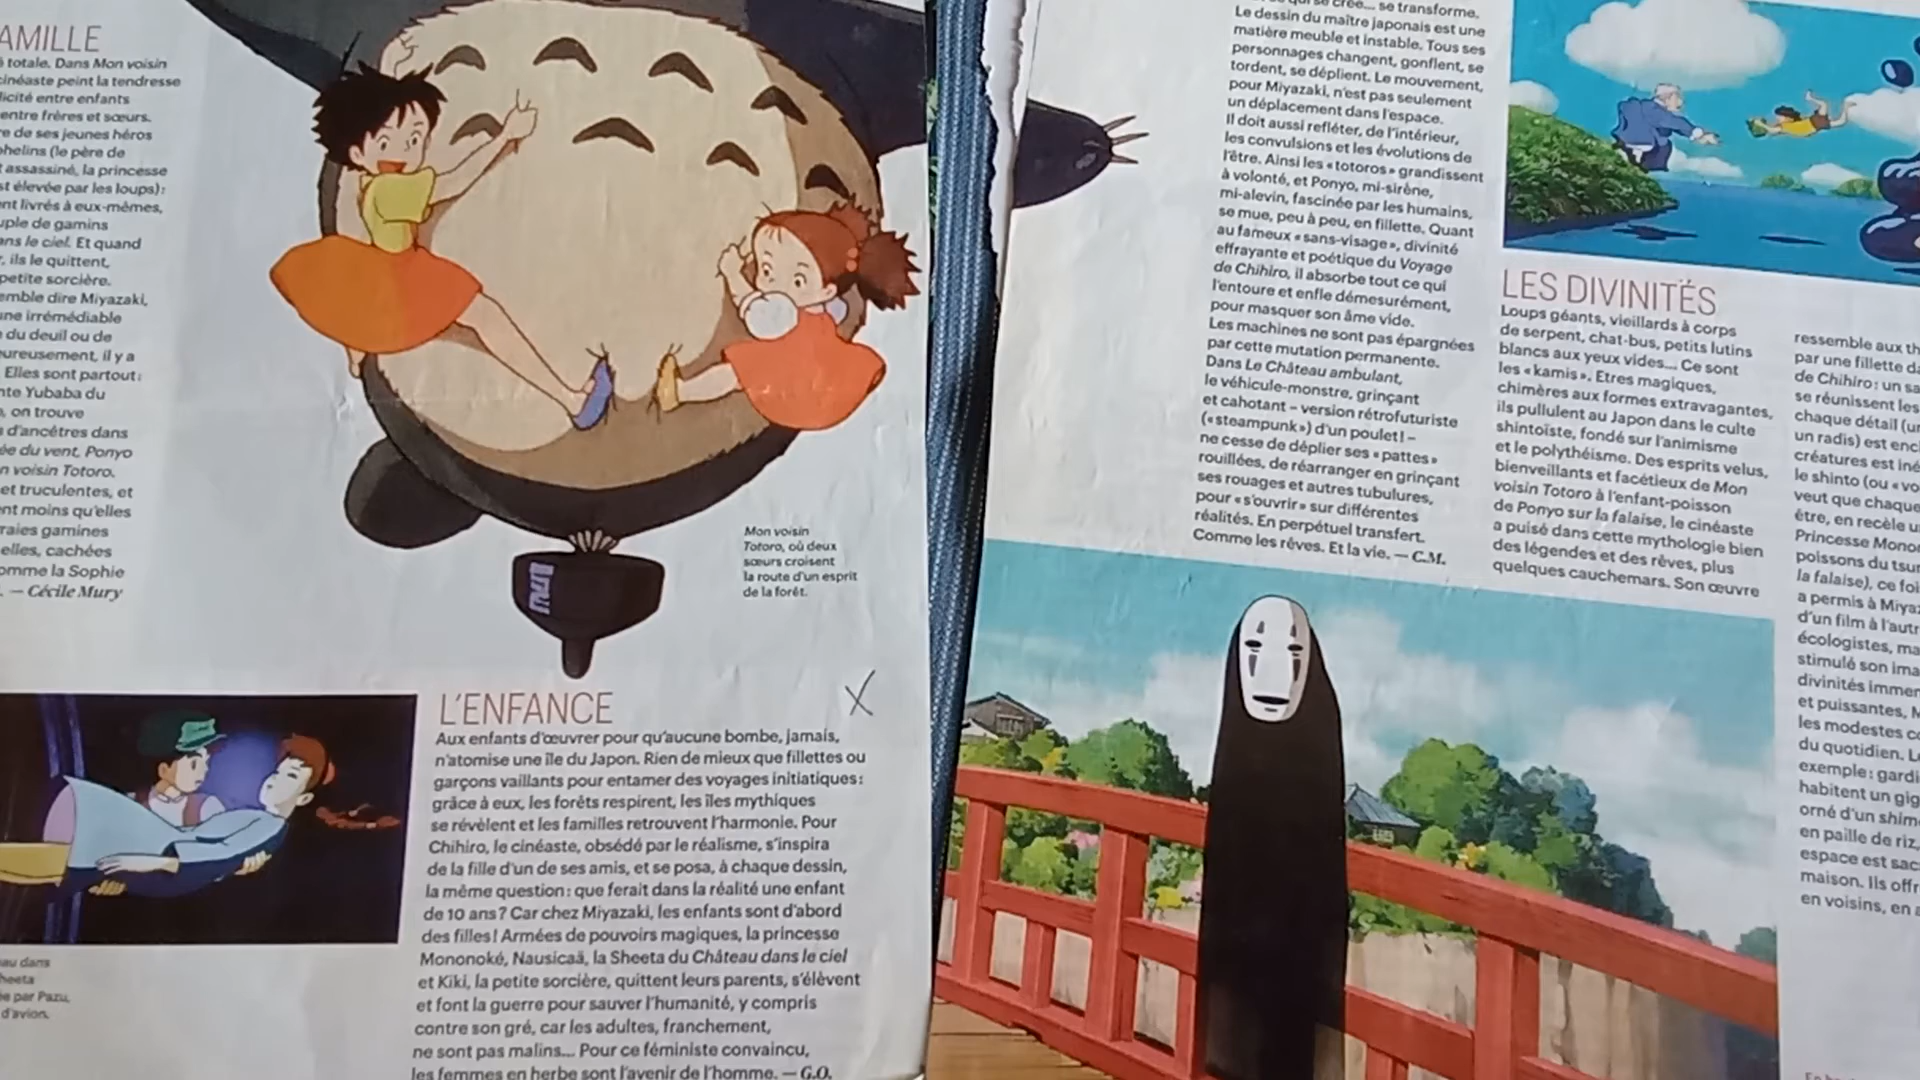 AMILLE
totale. Dans Mon voisin
cinéaste peint la tendresse
licité entre enfants
entre frères et sœurs.
e de ses jeunes héros
phelins (le père de
assassiné, la princesse
st élevée par les loups):
nt livrés à eux-mêmes,
uple de gamins
ans le ciel. Et quand
, ils le quittent,
petite sorcière.
emble dire Miyazaki,
une irrémédiable
du deuil ou de
ureusement, il y a
Elles sont partout:
nte Yubaba du
, on trouve
d'ancêtres dans
ée du vent, Ponyo
n voisin Totoro.
et truculentes, et
nt moins qu'elles
raies gamines
elles, cachées
omme la Sophie
. — Cécile Mury
Mon voisin
Totoro, où deux
sœurs croisent
la route d'un esprit
de la forêt.
au dans
heeta
ée par Pazu,
d'avion.
L'ENFANCE
Aux enfants d'œuvrer pour qu'aucune bombe, jamais,
n'atomise une île du Japon. Rien de mieux que fillettes ou
garçons vaillants pour entamer des voyages initiatiques:
grâce à eux, les forêts respirent, les îles mythiques
se révèlent et les familles retrouvent l'harmonie. Pour
Chihiro, le cinéaste, obsédé par le réalisme, s'inspira
de la fille d'un de ses amis, et se posa, à chaque dessin,
la même question: que ferait dans la réalité une enfant
de 10 ans? Car chez Miyazaki, les enfants sont d'abord
des filles! Armées de pouvoirs magiques, la princesse
Mononoké, Nausicaä, la Sheeta du Château dans le ciel
et Kiki, la petite sorcière, quittent leurs parents, s'élèvent
et font la guerre pour sauver l'humanité, y compris
contre son gré, car les adultes, franchement,
ne sont pas malins... Pour ce féministe convaincu,
les femmes en herbe sont l'avenir de l'homme. — G.O.
qui se crée... se transforme.
Le dessin du maître japonais est une
matière meuble et instable. Tous ses
personnages changent, gonflent, se
tordent, se déplient. Le mouvement,
pour Miyazaki, n'est pas seulement
un déplacement dans l'espace.
Il doit aussi refléter, de l'intérieur,
les convulsions et les évolutions de
l'être. Ainsi les «totoros» grandissent
à volonté, et Ponyo, mi-sirène,
mi-alevin, fascinée par les humains,
se mue, peu à peu, en fillette. Quant
au fameux «sans-visage», divinité
effrayante et poétique du Voyage
de Chihiro, il absorbe tout ce qui
l'entoure et enfle démesurément,
pour masquer son âme vide.
Les machines ne sont pas épargnées
par cette mutation permanente.
Dans Le Château ambulant,
le véhicule-monstre, grinçant
et cahotant – version rétrofuturiste
(«steampunk») d'un poulet! –
ne cesse de déplier ses «pattes»
rouillées, de réarranger en grinçant
ses rouages et autres tubulures,
pour «s'ouvrir» sur différentes
réalités. En perpétuel transfert.
Comme les rêves. Et la vie. — C.M.
LES DIVINITÉS
Loups géants, vieillards à corps
de serpent, chat-bus, petits lutins
blancs aux yeux vides... Ce sont
les «kamis». Etres magiques,
chimères aux formes extravagantes,
ils pullulent au Japon dans le culte
shintoïste, fondé sur l'animisme
et le polythéisme. Des esprits velus,
bienveillants et facétieux de Mon
voisin Totoro à l'enfant-poisson
de Ponyo sur la falaise, le cinéaste
a puisé dans cette mythologie bien
des légendes et des rêves, plus
quelques cauchemars. Son œuvre
ressemble aux th
par une fillette d
de Chihiro: un sa
se réunissent les
chaque détail (u
un radis) est enc
créatures est iné
le shinto (ou «vo
veut que chaque
être, en recèle u
Princesse Mono
poissons du tsu
la falaise), ce foi
a permis à Miya
d'un film à l'autr
écologistes, ma
stimulé son ima
divinités immen
et puissantes, M
les modestes c
du quotidien. L
exemple: gardi
habitent un gig
orné d'un shim
en paille de riz,
espace est sac
maison. Ils offr
en voisins, en a